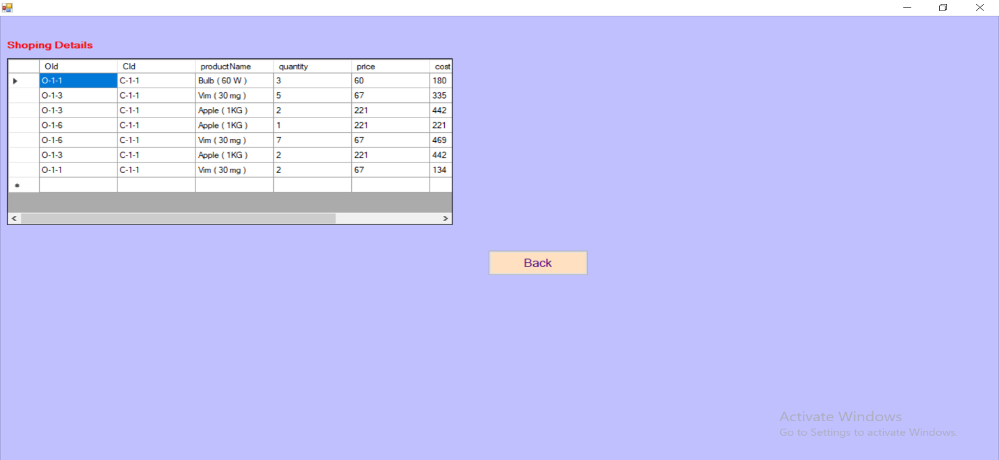 Shoping Details
OId CId productName quantity price cost
O-1-1 C-1-1 Bulb ( 60 W ) 3 60 180
O-1-3 C-1-1 Vim ( 30 mg ) 5 67 335
O-1-3 C-1-1 Apple ( 1KG ) 2 221 442
O-1-6 C-1-1 Apple ( 1KG ) 1 221 221
O-1-6 C-1-1 Vim ( 30 mg ) 7 67 469
O-1-3 C-1-1 Apple ( 1KG ) 2 221 442
O-1-1 C-1-1 Vim ( 30 mg ) 2 67 134
Back
Activate Windows
Go to Settings to activate Windows.